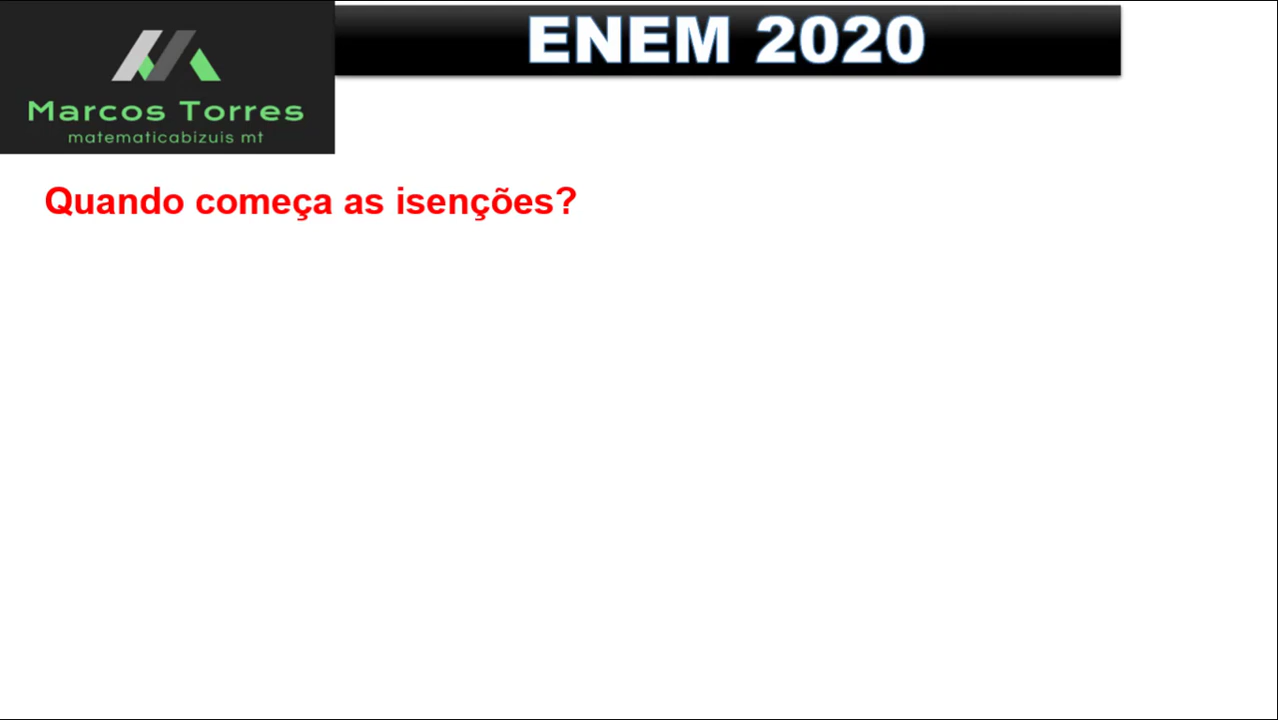 ENEM 2020
Marcos Torres
matematicabizuis mt
Quando começa as isenções?